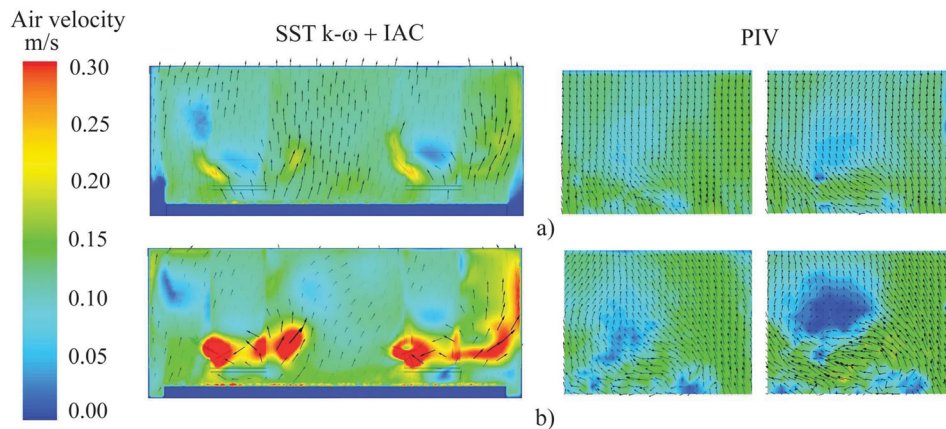 Air velocity
m/s
SST k-ω + IAC
PIV
0.30
0.25
0.20
0.15
0.10
0.05
0.00
a)
b)